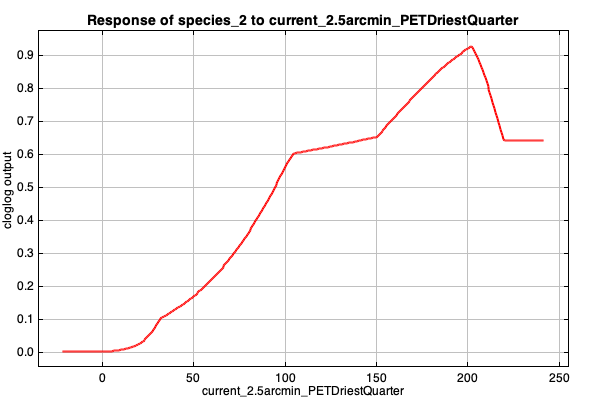 Response of species_2 to current_2.5arcmin_PETDriestQuarter
cloglog output
0.9
0.8
0.7
0.6
0.5
0.4
0.3
0.2
0.1
0.0
0 50 100 150 200 250
current_2.5arcmin_PETDriestQuarter